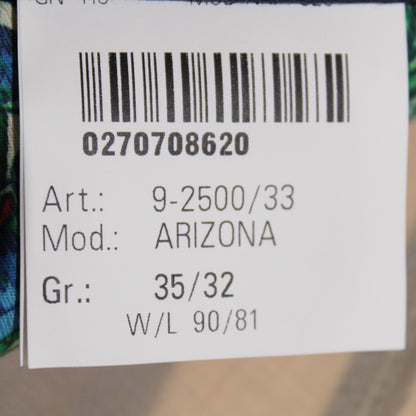 0270708620
Art.: 9-2500/33
Mod.: ARIZONA
Gr.: 35/32
W/L 90/81